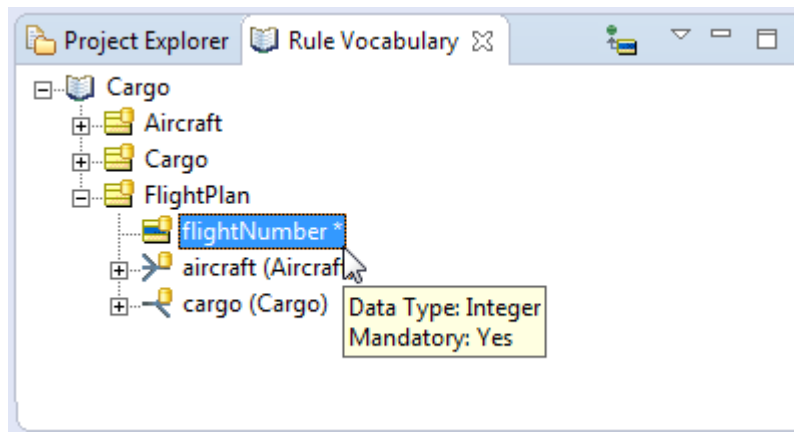 Project Explorer Rule Vocabulary
Cargo
Aircraft
Cargo
FlightPlan
flightNumber *
aircraft (Aircraf
cargo (Cargo)
Data Type: Integer
Mandatory: Yes